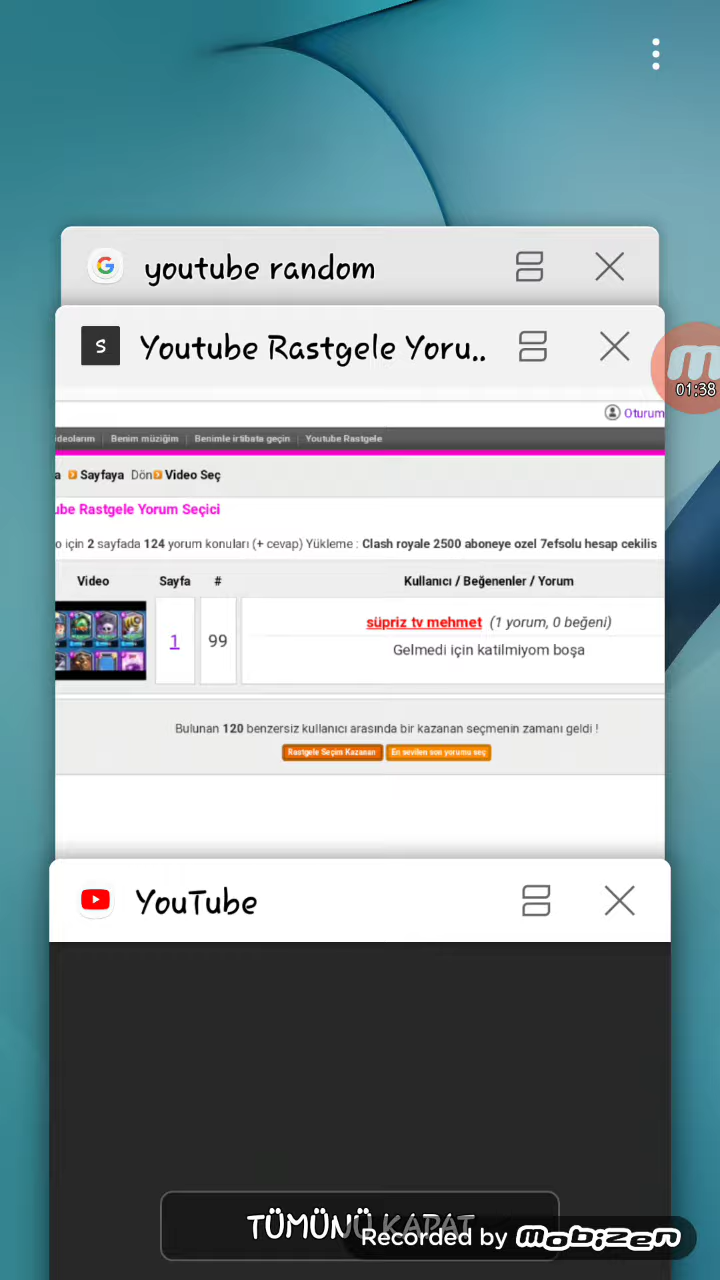 youtube random
s
Youtube Rastgele Yoru..
01:38
Oturum
Benim müziğim
Benimle irtibata geçin
Youtube Rastgele
Sayfaya Dön
Video Seç
Rastgele Yorum Seçici
için 2 sayfada 124 yorum konuları (+ cevap) Yükleme : Clash royale 2500 aboneye ozel 7efsolu hesap cekilis
Video Sayfa # Kullanıcı / Beğenenler / Yorum
süpriz tv mehmet (1 yorum, 0 beğeni)
1 99
Gelmedi için katilmiyom boşa
Bulunan 120 benzersiz kullanıcı arasında bir kazanan seçmenin zamanı geldi !
Rastgele Seçim Kazanan En sevilen son yorumu seç
YouTube
TÜMÜNÜ KAPAT
Recorded by mobizen